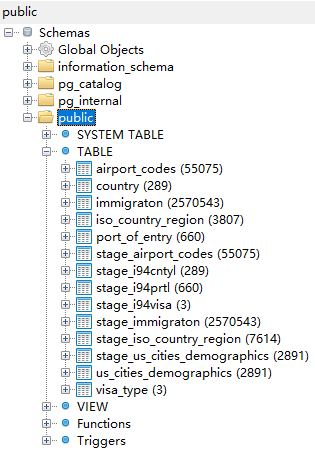 public
Schemas
Global Objects
information_schema
pg_catalog
pg_internal
public
SYSTEM TABLE
TABLE
airport_codes (55075)
country (289)
immigraton (2570543)
iso_country_region (3807)
port_of_entry (660)
stage_airport_codes (55075)
stage_i94cntyl (289)
stage_i94prtl (660)
stage_i94visa (3)
stage_immigraton (2570543)
stage_iso_country_region (7614)
stage_us_cities_demographics (2891)
us_cities_demographics (2891)
visa_type (3)
VIEW
Functions
Triggers